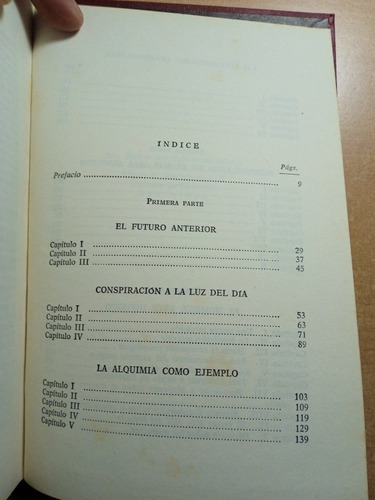 INDICE
Págs.
Prefacio ... 9
PRIMERA PARTE
EL FUTURO ANTERIOR
Capítulo I ... 29
Capítulo II ... 37
Capítulo III ... 45
CONSPIRACIÓN A LA LUZ DEL DÍA
Capítulo I ... 53
Capítulo II ... 63
Capítulo III ... 71
Capítulo IV ... 89
LA ALQUIMIA COMO EJEMPLO
Capítulo I ... 103
Capítulo II ... 109
Capítulo III ... 119
Capítulo IV ... 129
Capítulo V ... 139